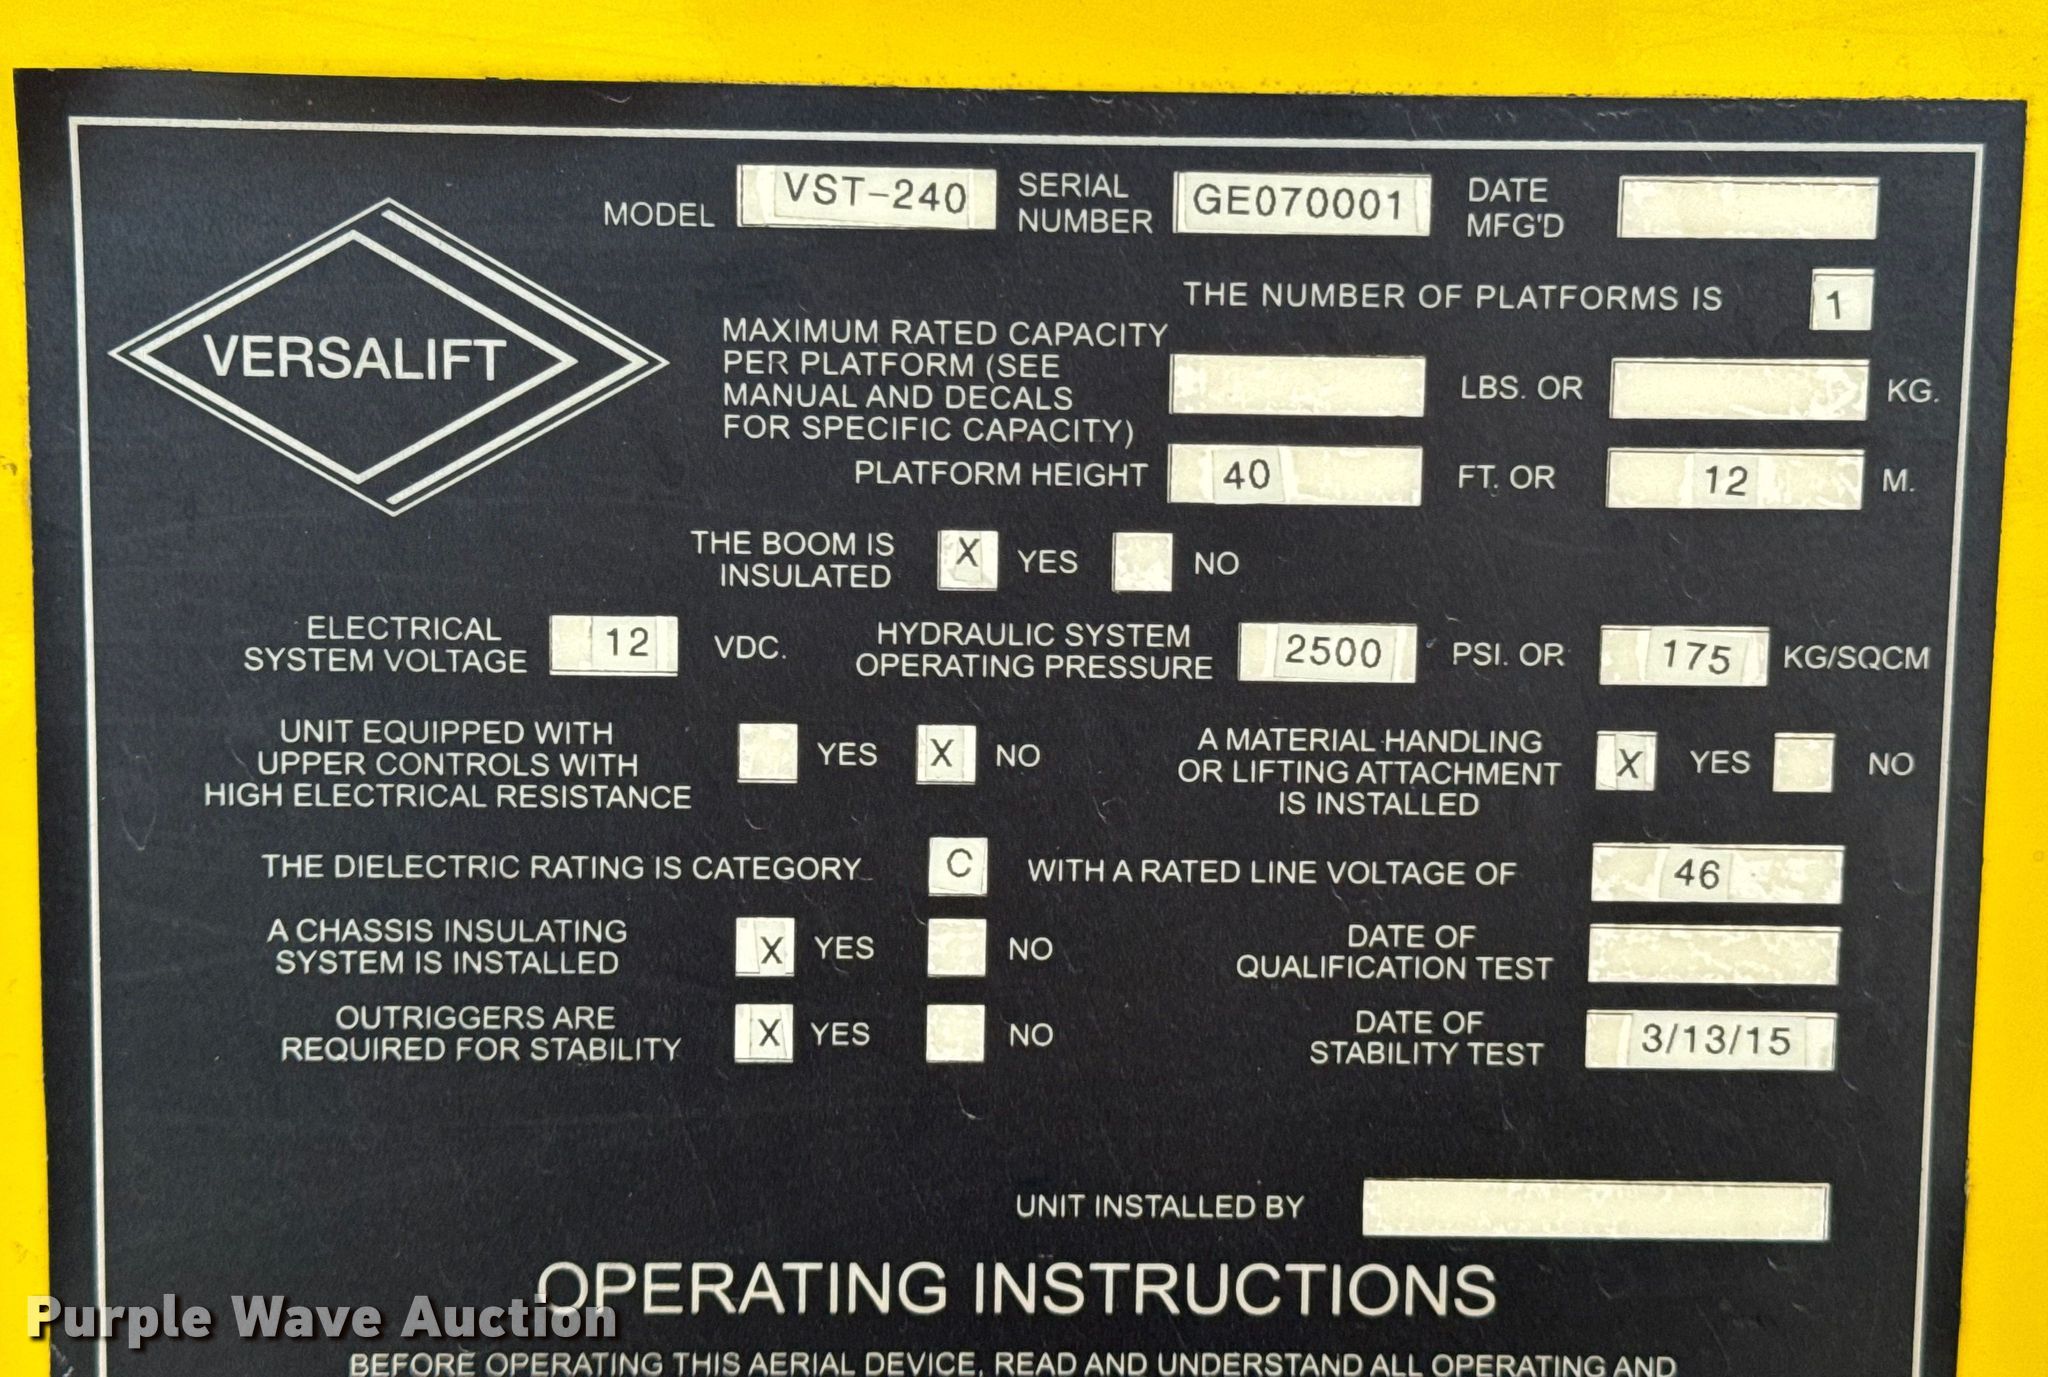 MODEL VST-240 SERIAL NUMBER GE070001 DATE MFG'D
VERSALIFT
THE NUMBER OF PLATFORMS IS 1
MAXIMUM RATED CAPACITY
PER PLATFORM (SEE
MANUAL AND DECALS
FOR SPECIFIC CAPACITY)
LBS. OR KG.
PLATFORM HEIGHT 40 FT. OR 12 M.
THE BOOM IS
INSULATED
X YES NO
ELECTRICAL
SYSTEM VOLTAGE
12 VDC.
HYDRAULIC SYSTEM
OPERATING PRESSURE
2500 PSI. OR 175 KG/SQCM
UNIT EQUIPPED WITH
UPPER CONTROLS WITH
HIGH ELECTRICAL RESISTANCE
YES X NO
A MATERIAL HANDLING
OR LIFTING ATTACHMENT
IS INSTALLED
X YES NO
THE DIELECTRIC RATING IS CATEGORY C WITH A RATED LINE VOLTAGE OF 46
A CHASSIS INSULATING
SYSTEM IS INSTALLED
X YES NO
DATE OF
QUALIFICATION TEST
OUTRIGGERS ARE
REQUIRED FOR STABILITY
X YES NO
DATE OF
STABILITY TEST
3/13/15
UNIT INSTALLED BY
OPERATING INSTRUCTIONS
BEFORE OPERATING THIS AERIAL DEVICE, READ AND UNDERSTAND ALL OPERATING AND
Purple Wave Auction